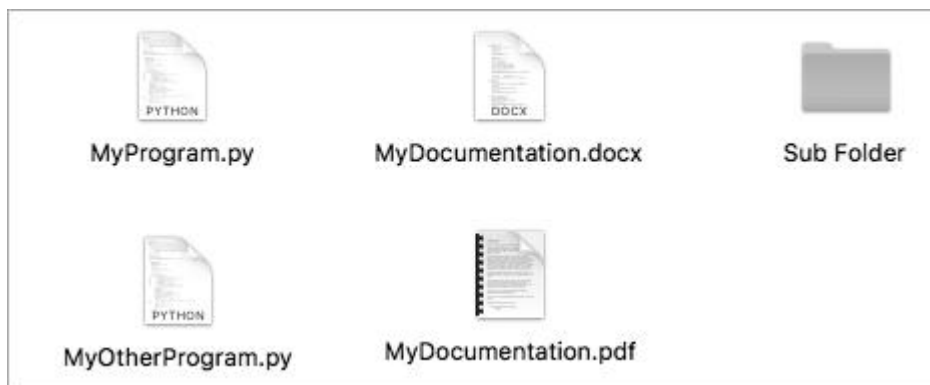 PYTHON
DOCX
MyProgram.py
MyDocumentation.docx
Sub Folder
PYTHON
MyOtherProgram.py
MyDocumentation.pdf